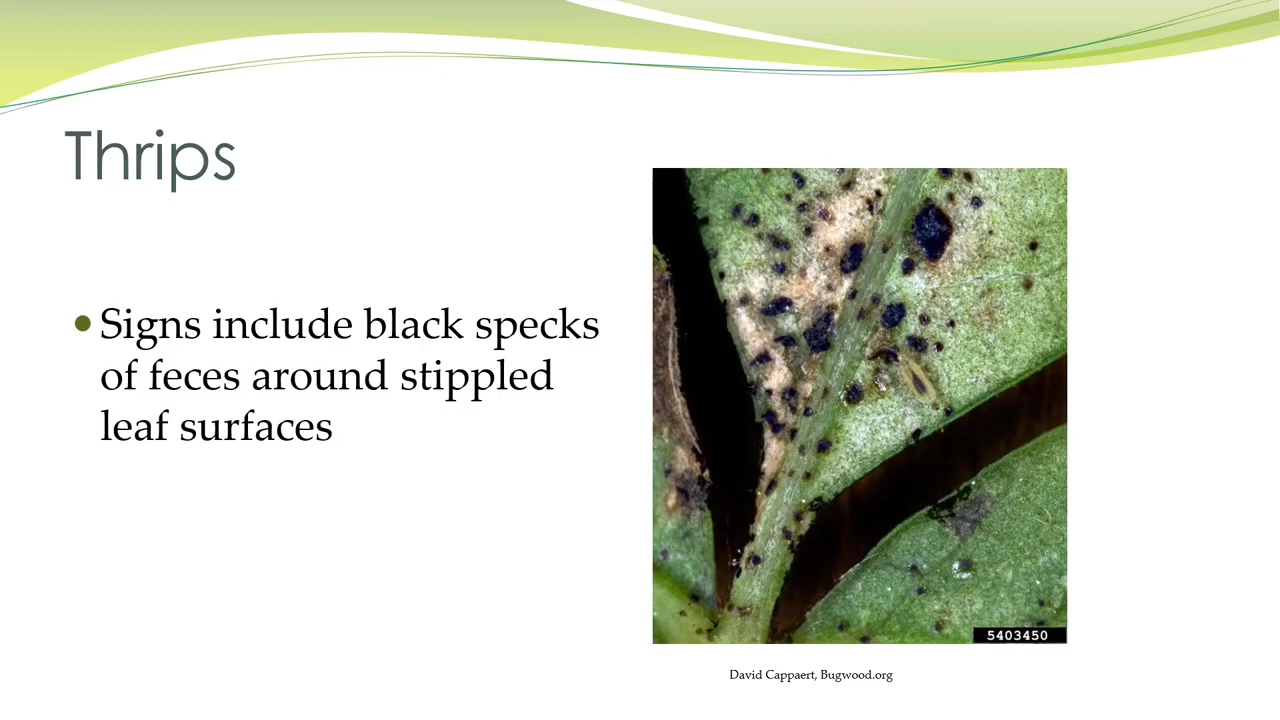 Thrips
• Signs include black specks
of feces around stippled
leaf surfaces
5403450
David Cappaert, Bugwood.org